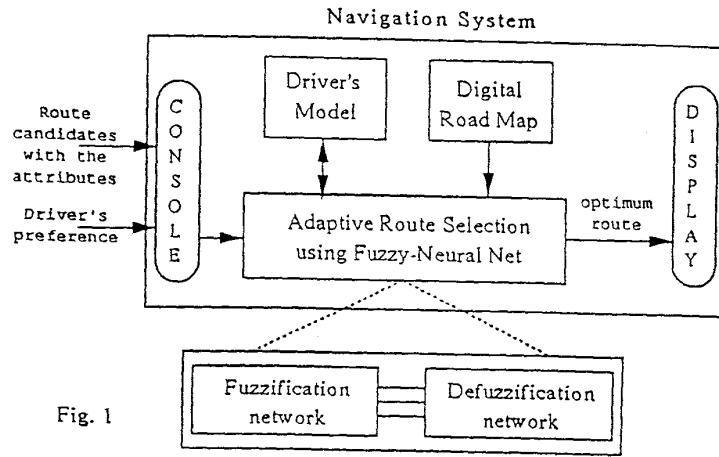 Navigation System
Route
candidates
with the
attributes
Driver's
preference
CONSOLE
Driver's
Model
Digital
Road Map
Adaptive Route Selection
using Fuzzy-Neural Net
optimum
route
DISPLAY
Fuzzification
network
Defuzzification
network
Fig. 1